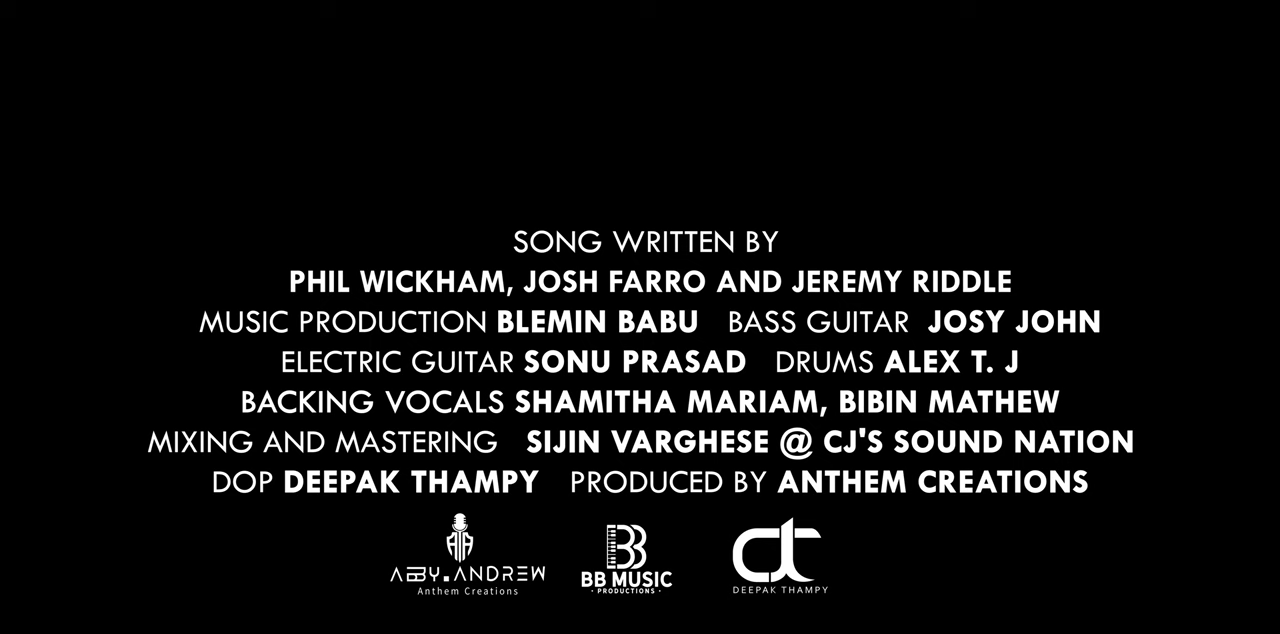 SONG WRITTEN BY
PHIL WICKHAM, JOSH FARRO AND JEREMY RIDDLE
MUSIC PRODUCTION BLEMIN BABU BASS GUITAR JOSY JOHN
ELECTRIC GUITAR SONU PRASAD DRUMS ALEX T. J
BACKING VOCALS SHAMITHA MARIAM, BIBIN MATHEW
MIXING AND MASTERING SIJIN VARGHESE @ CJ'S SOUND NATION
DOP DEEPAK THAMPY PRODUCED BY ANTHEM CREATIONS
ABY.ANDREW
Anthem Creations
BB MUSIC
· PRODUCTIONS ·
DEEPAK THAMPY